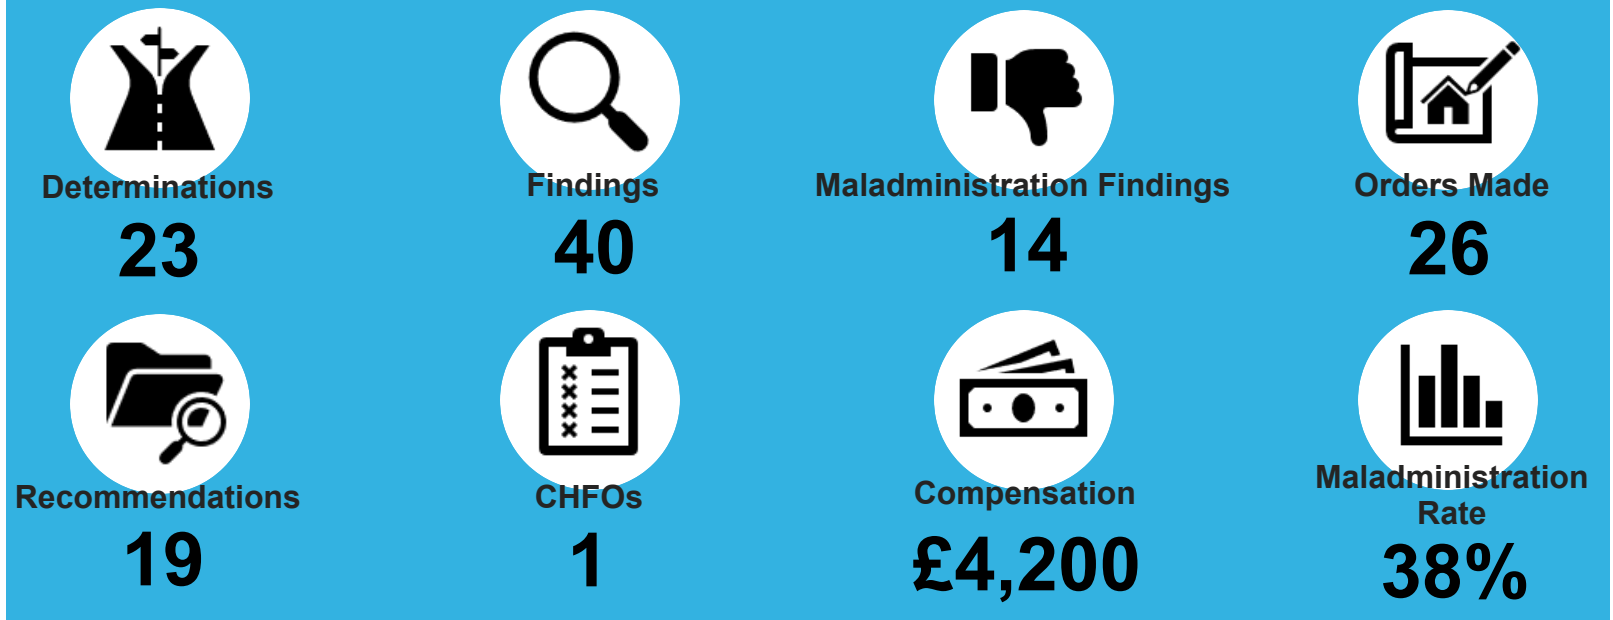 Determinations
23
Findings
40
Maladministration Findings
14
Orders Made
26
Recommendations
19
CHFOs
1
Compensation
£4,200
Maladministration
Rate
38%